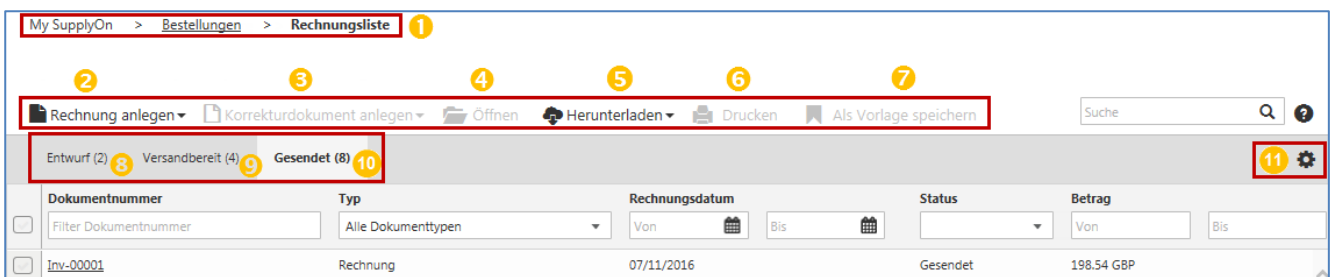 My SupplyOn > Bestellungen > Rechnungsliste 1
2 3 4 5 6 7
Rechnung anlegen Korrekturdokument anlegen Öffnen Herunterladen Drucken Als Vorlage speichern Suche ?
Entwurf (2) 8 Versandbereit (4) 9 Gesendet (8) 10 11
Dokumentnummer Typ Rechnungsdatum Status Betrag
Filter Dokumentnummer Alle Dokumenttypen Von Bis Von Bis
Inv-00001 Rechnung 07/11/2016 Gesendet 198.54 GBP